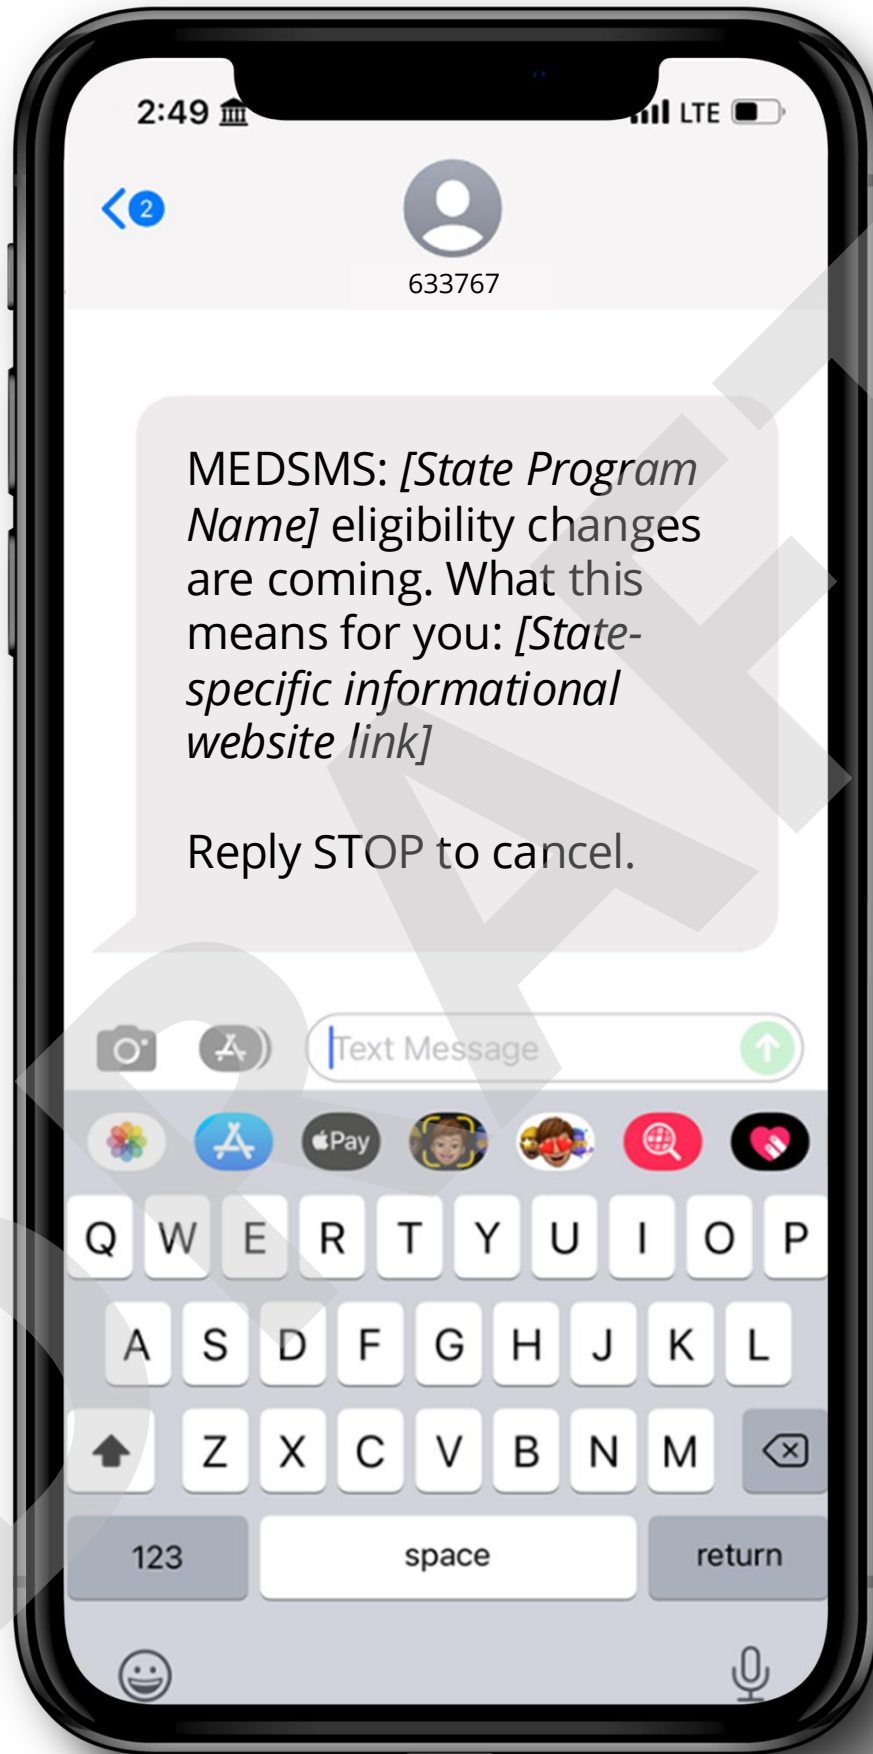 2:49
LTE
2
633767
MEDSMS: [State Program
Name] eligibility changes
are coming. What this
means for you: [State-
specific informational
website link]
Reply STOP to cancel.
Text Message
Pay
Q W E R T Y U I O P
A S D F G H J K L
Z X C V B N M
123 space return
DRAFT